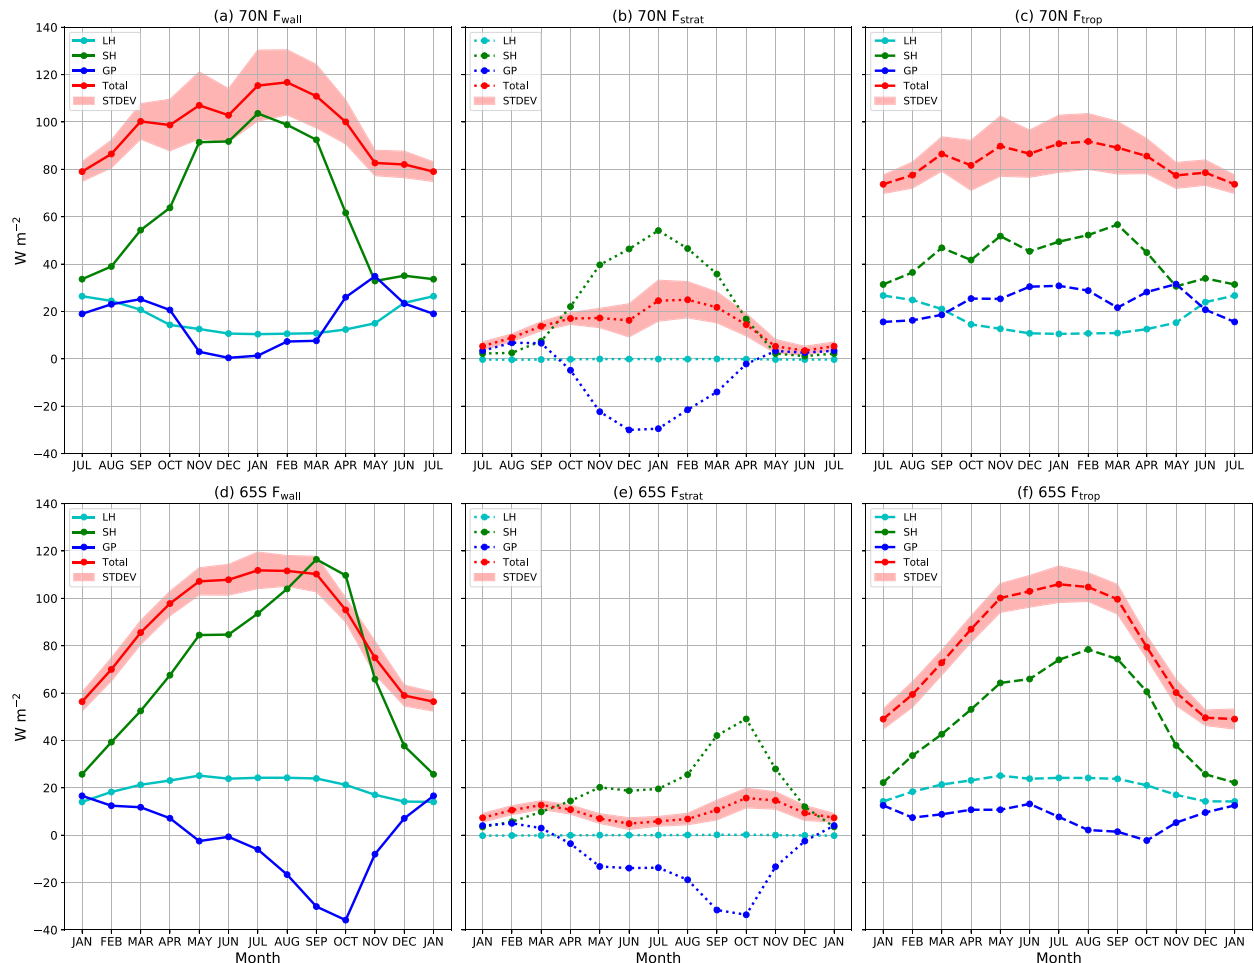 (a) 70N F_wall
(b) 70N F_strat
(c) 70N F_trop
W m⁻²
140
120
100
80
60
40
20
0
−20
−40
LH
SH
GP
Total
STDEV
LH
SH
GP
Total
STDEV
LH
SH
GP
Total
STDEV
JUL AUG SEP OCT NOV DEC JAN FEB MAR APR MAY JUN JUL
JUL AUG SEP OCT NOV DEC JAN FEB MAR APR MAY JUN JUL
JUL AUG SEP OCT NOV DEC JAN FEB MAR APR MAY JUN JUL
(d) 65S F_wall
(e) 65S F_strat
(f) 65S F_trop
W m⁻²
140
120
100
80
60
40
20
0
−20
−40
LH
SH
GP
Total
STDEV
LH
SH
GP
Total
STDEV
LH
SH
GP
Total
STDEV
JAN FEB MAR APR MAY JUN JUL AUG SEP OCT NOV DEC JAN
JAN FEB MAR APR MAY JUN JUL AUG SEP OCT NOV DEC JAN
JAN FEB MAR APR MAY JUN JUL AUG SEP OCT NOV DEC JAN
Month
Month
Month